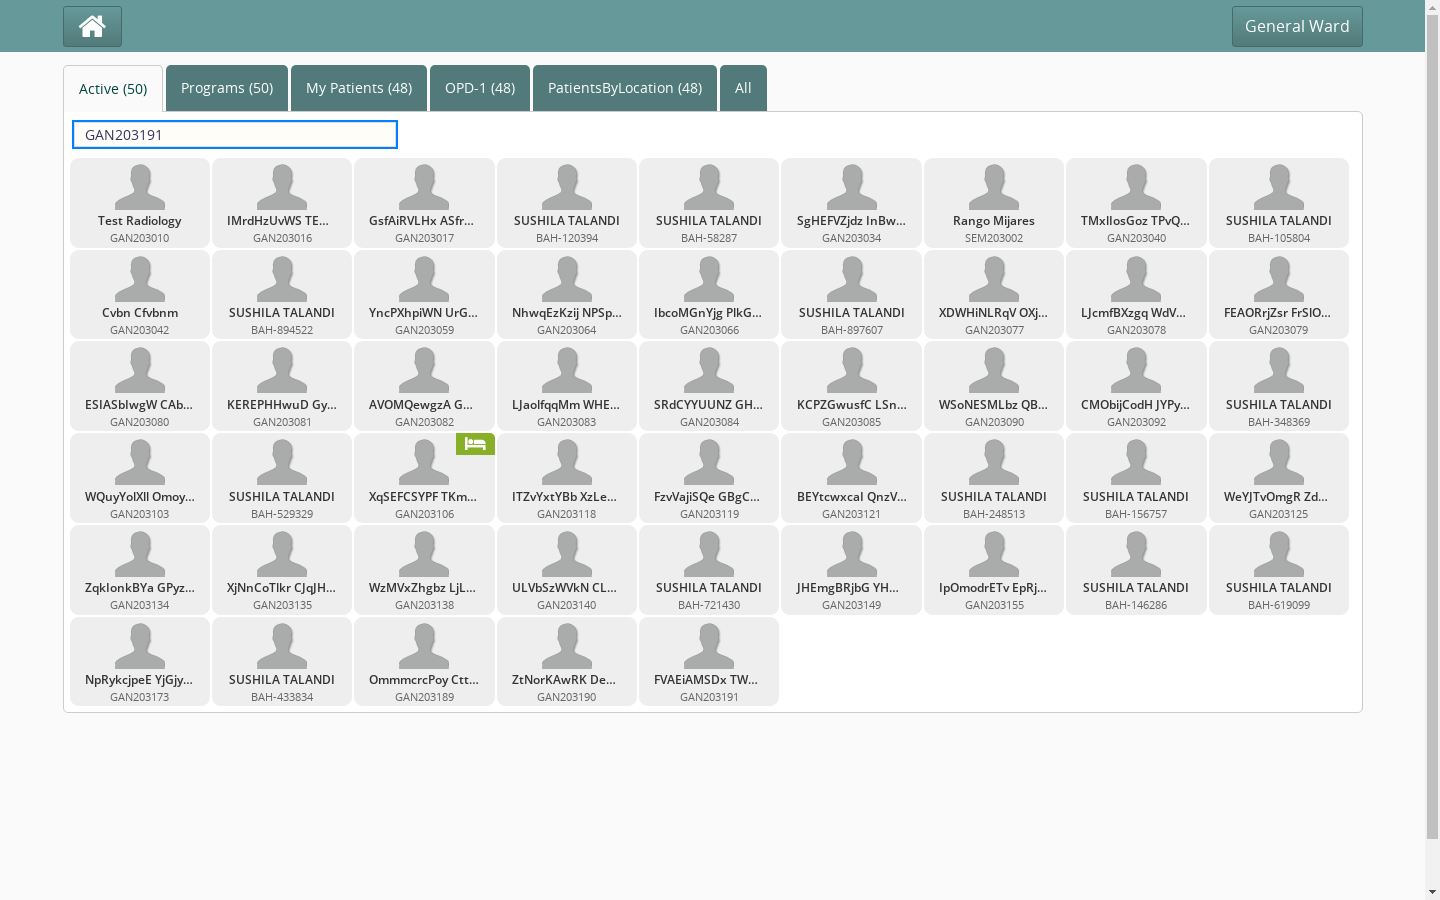 General Ward
Active (50) Programs (50) My Patients (48) OPD-1 (48) PatientsByLocation (48) All
GAN203191
Test Radiology IMrdHzUvWS TE... GsfAiRVLHx ASfr... SUSHILA TALANDI SUSHILA TALANDI SgHEFVZjdz InBw... Rango Mijares TMxllosGoz TPvQ... SUSHILA TALANDI
GAN203010 GAN203016 GAN203017 BAH-120394 BAH-58287 GAN203034 SEM203002 GAN203040 BAH-105804
Cvbn Cfvbnm SUSHILA TALANDI YncPXhpiWN UrG... NhwqEzKzij NPSp... IbcoMGnYjg PlkG... SUSHILA TALANDI XDWHiNLRqV OXj... LJcmfBXzgq WdV... FEAORrjZsr FrSIO...
GAN203042 BAH-894522 GAN203059 GAN203064 GAN203066 BAH-897607 GAN203077 GAN203078 GAN203079
ESIASbIwgW CAb... KEREPHHwuD Gy... AVOMQewgzA G... LJaolfqqMm WHE... SRdCYYUUNZ GH... KCPZGwusfC LSn... WSoNESMLbz QB... CMObijCodH JYPy... SUSHILA TALANDI
GAN203080 GAN203081 GAN203082 GAN203083 GAN203084 GAN203085 GAN203090 GAN203092 BAH-348369
WQuyYolXll Omoy... SUSHILA TALANDI XqSEFCSYPF TKm... ITZvYxtYBb XzLe... FzvVajiSQe GBgC... BEYtcwxcaI QnzV... SUSHILA TALANDI SUSHILA TALANDI WeYJTvOmgR Zd...
GAN203103 BAH-529329 GAN203106 GAN203118 GAN203119 GAN203121 BAH-248513 BAH-156757 GAN203125
ZqkIonkBYa GPyz... XjNnCoTlkr CJqJH... WzMVxZhgbz LjL... ULVbSzWVkN CL... SUSHILA TALANDI JHEmgBRjbG YH... IpOmodrETv EpRj... SUSHILA TALANDI SUSHILA TALANDI
GAN203134 GAN203135 GAN203138 GAN203140 BAH-721430 GAN203149 GAN203155 BAH-146286 BAH-619099
NpRykcjpeE YjGjy... SUSHILA TALANDI OmmmcrcPoy Ctt... ZtNorKAwRK De... FVAEiAMSDx TW...
GAN203173 BAH-433834 GAN203189 GAN203190 GAN203191